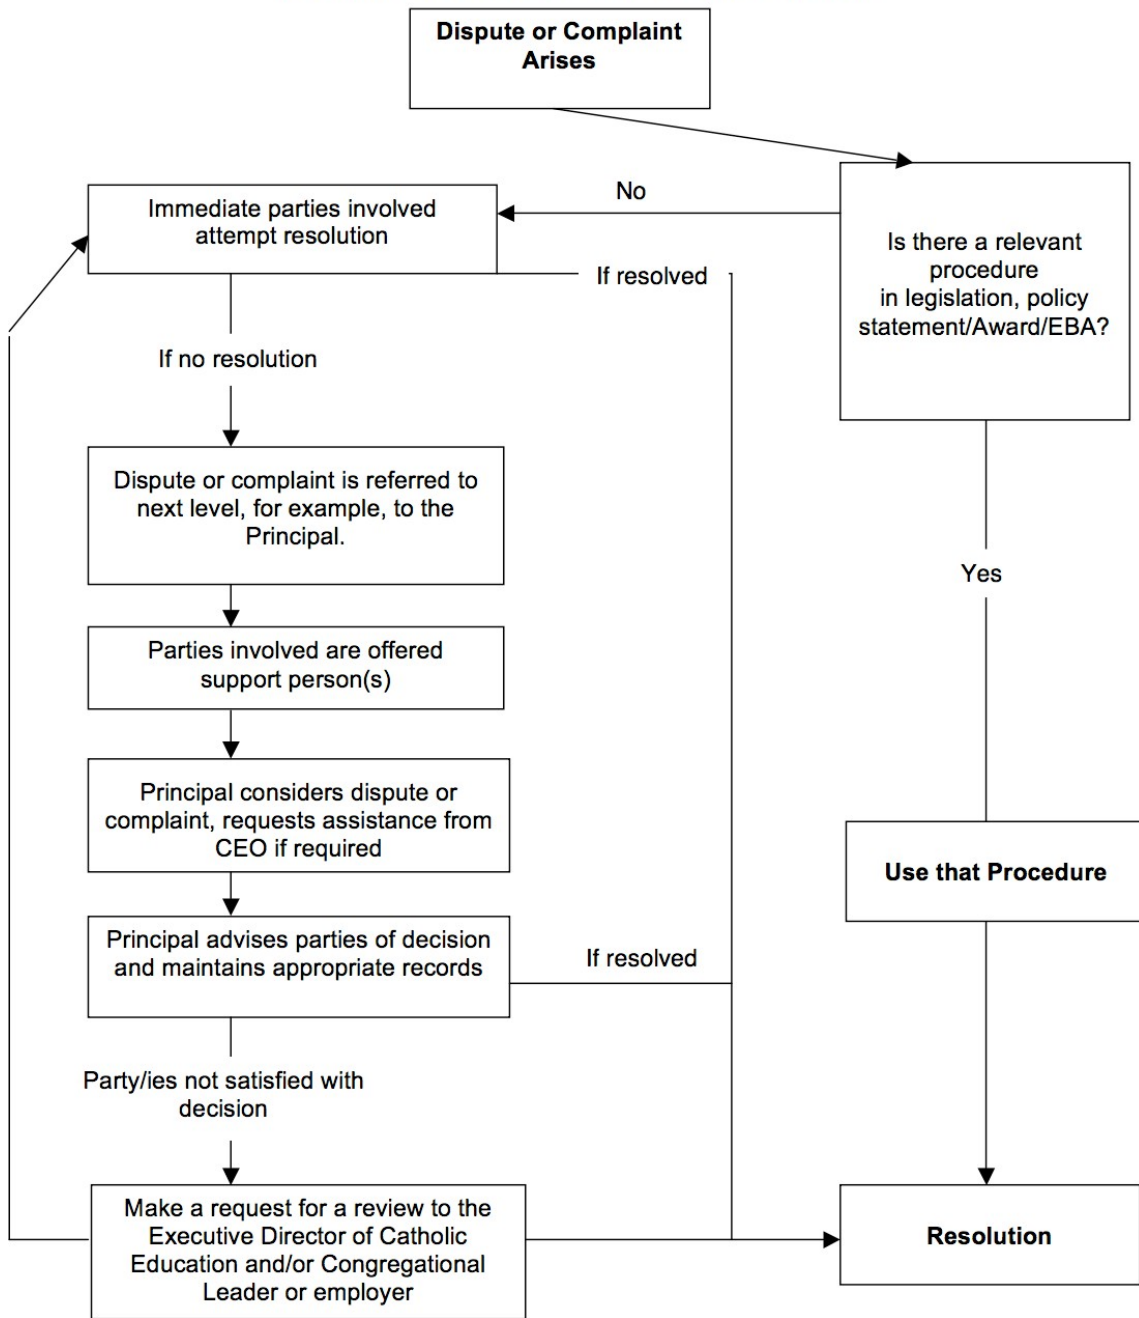 Dispute or Complaint
Arises
No
Immediate parties involved
attempt resolution
Is there a relevant
procedure
in legislation, policy
statement/Award/EBA?
If resolved
If no resolution
Dispute or complaint is referred to
next level, for example, to the
Principal.
Yes
Parties involved are offered
support person(s)
Principal considers dispute or
complaint, requests assistance from
CEO if required
Use that Procedure
Principal advises parties of decision
and maintains appropriate records
If resolved
Party/ies not satisfied with
decision
Make a request for a review to the
Executive Director of Catholic
Education and/or Congregational
Leader or employer
Resolution